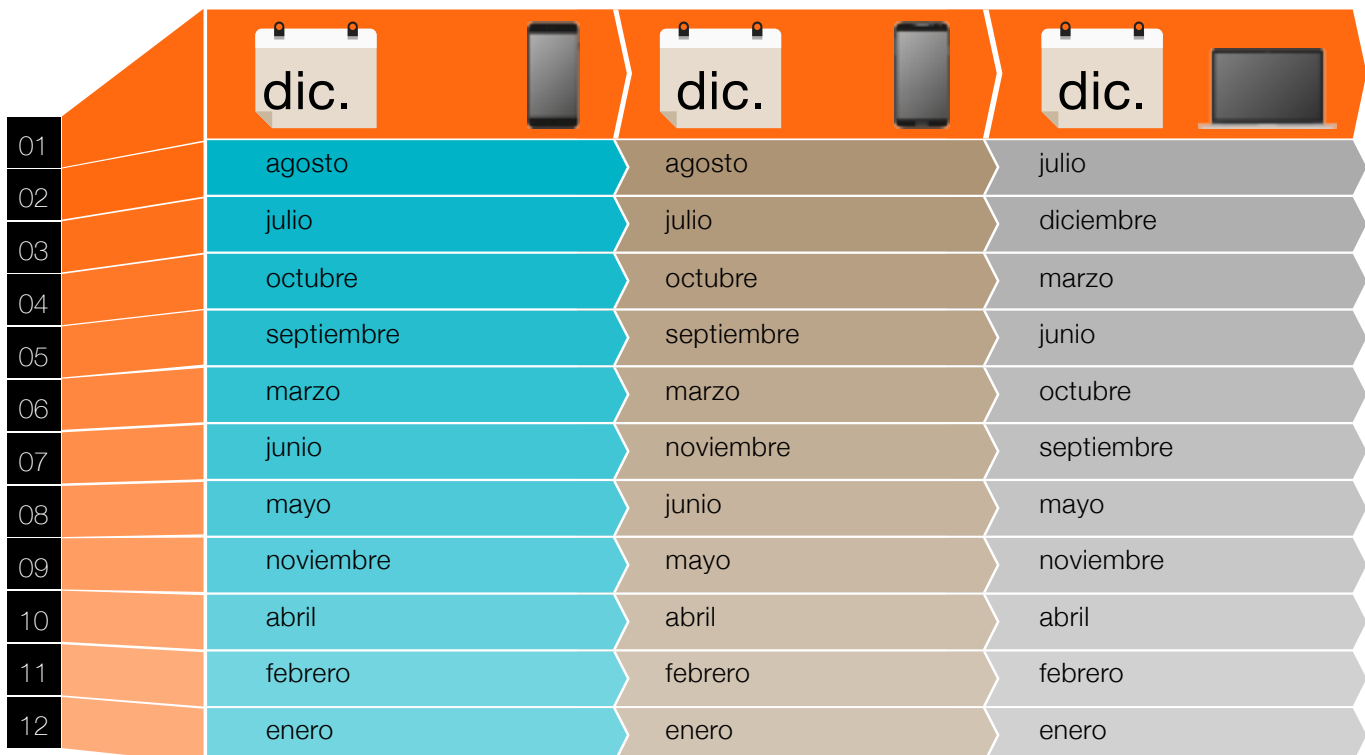 dic. dic. dic.
01
agosto agosto julio
02
julio julio diciembre
03
octubre octubre marzo
04
septiembre septiembre junio
05
marzo marzo octubre
06
junio noviembre septiembre
07
mayo junio mayo
08
noviembre mayo noviembre
09
abril abril abril
10
febrero febrero febrero
11
enero enero enero
12